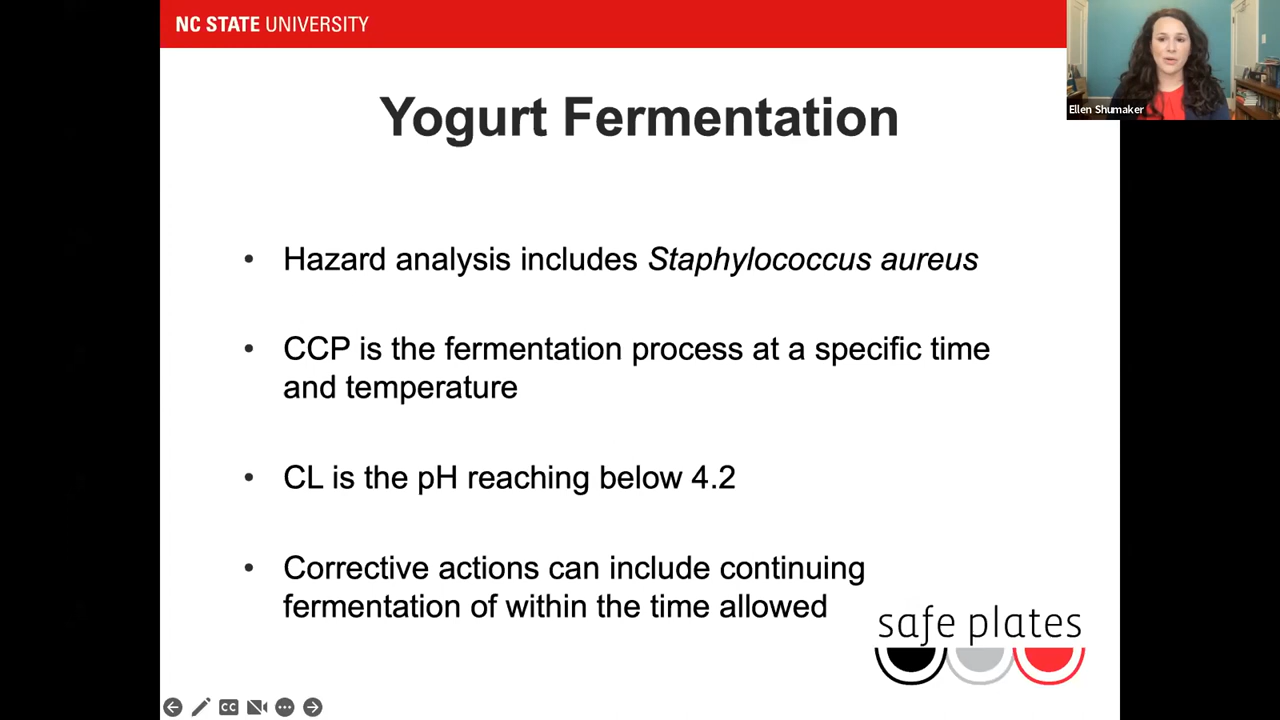 NC STATE UNIVERSITY
Ellen Shumaker
Yogurt Fermentation
• Hazard analysis includes Staphylococcus aureus
• CCP is the fermentation process at a specific time
and temperature
• CL is the pH reaching below 4.2
• Corrective actions can include continuing
fermentation of within the time allowed
safe plates
CC